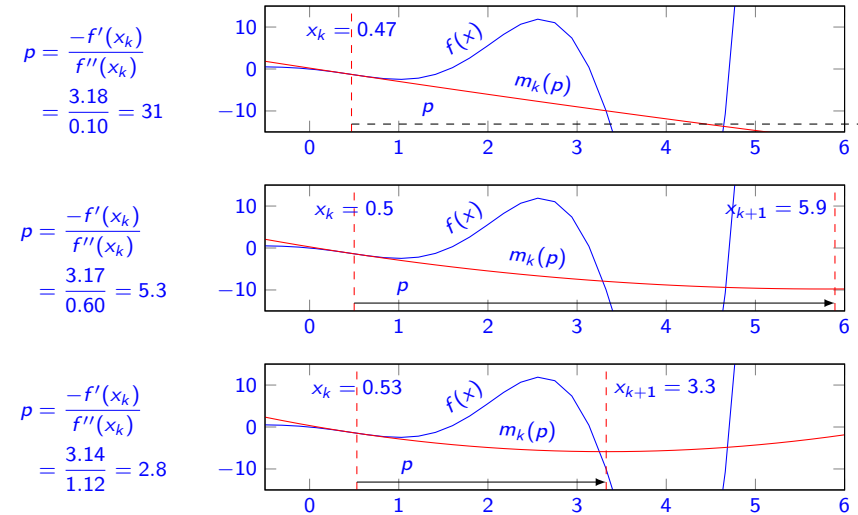 p = −f′(x_k) / f″(x_k)
= 3.18 / 0.10 = 31
10
0
−10
x_k = 0.47
f(x)
m_k(p)
p
0 1 2 3 4 5 6
p = −f′(x_k) / f″(x_k)
= 3.17 / 0.60 = 5.3
10
0
−10
x_k = 0.5
f(x)
x_{k+1} = 5.9
m_k(p)
p
0 1 2 3 4 5 6
p = −f′(x_k) / f″(x_k)
= 3.14 / 1.12 = 2.8
10
0
−10
x_k = 0.53
f(x)
x_{k+1} = 3.3
m_k(p)
p
0 1 2 3 4 5 6